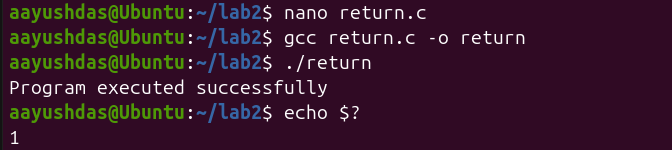 aayushdas@Ubuntu:~/lab2$ nano return.c
aayushdas@Ubuntu:~/lab2$ gcc return.c -o return
aayushdas@Ubuntu:~/lab2$ ./return
Program executed successfully
aayushdas@Ubuntu:~/lab2$ echo $?
1